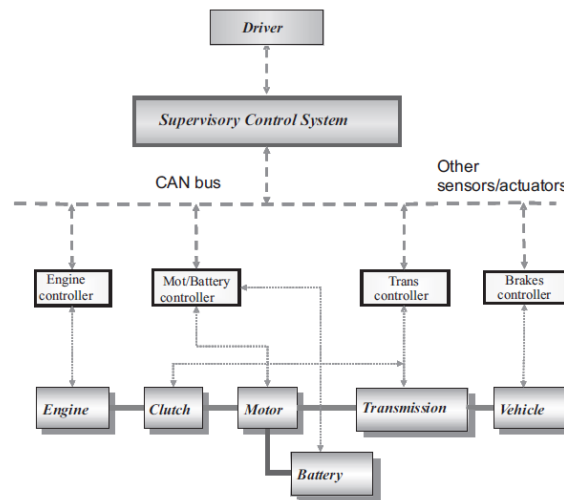 Driver
Supervisory Control System
CAN bus
Other
sensors/actuators
Engine
controller
Mot/Battery
controller
Trans
controller
Brakes
controller
Engine
Clutch
Motor
Transmission
Vehicle
Battery